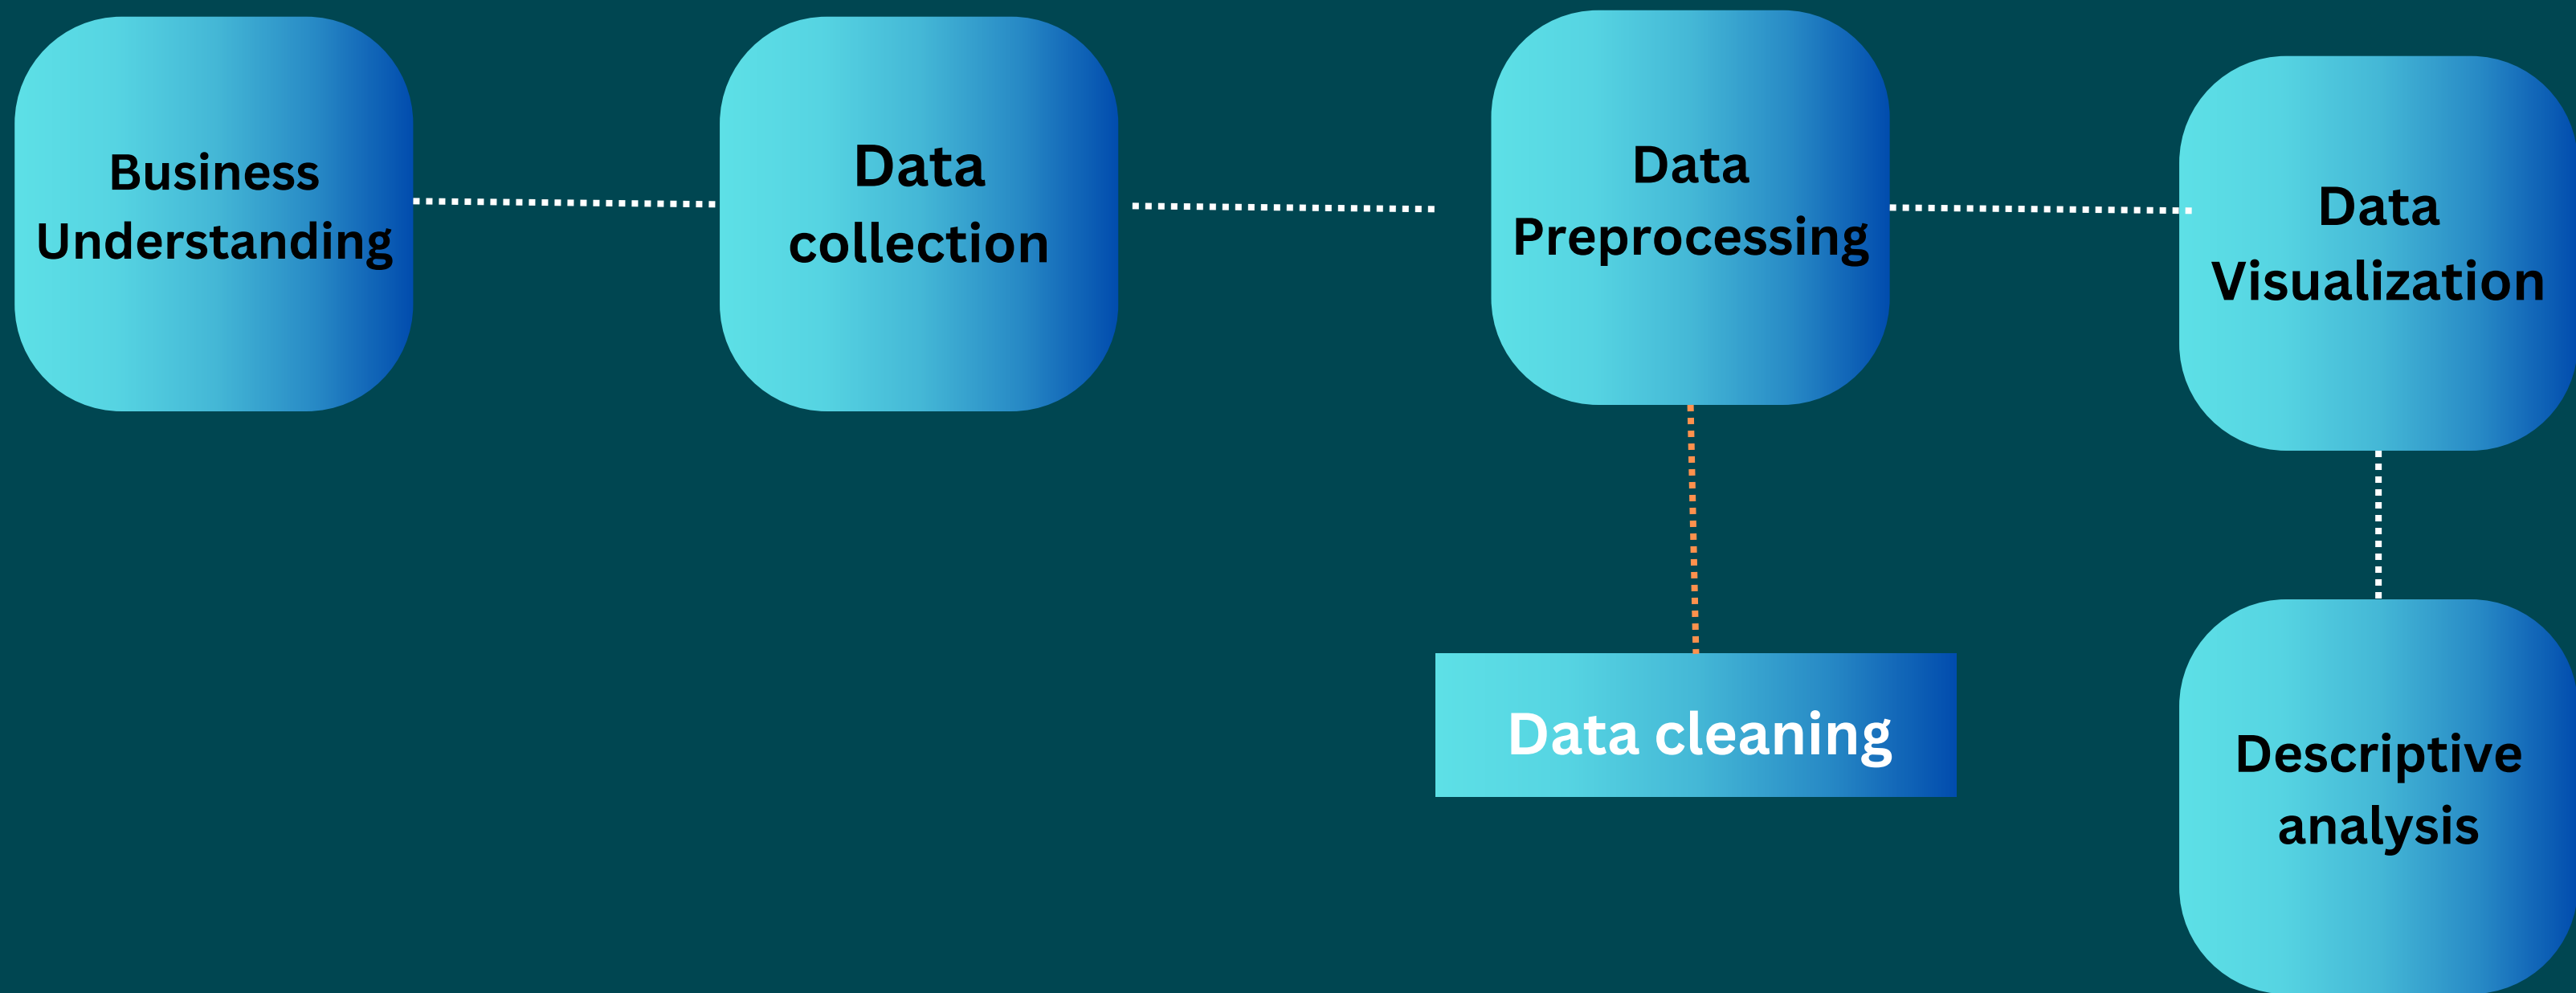 Business
Understanding
Data
collection
Data
Preprocessing
Data
Visualization
Data cleaning
Descriptive
analysis